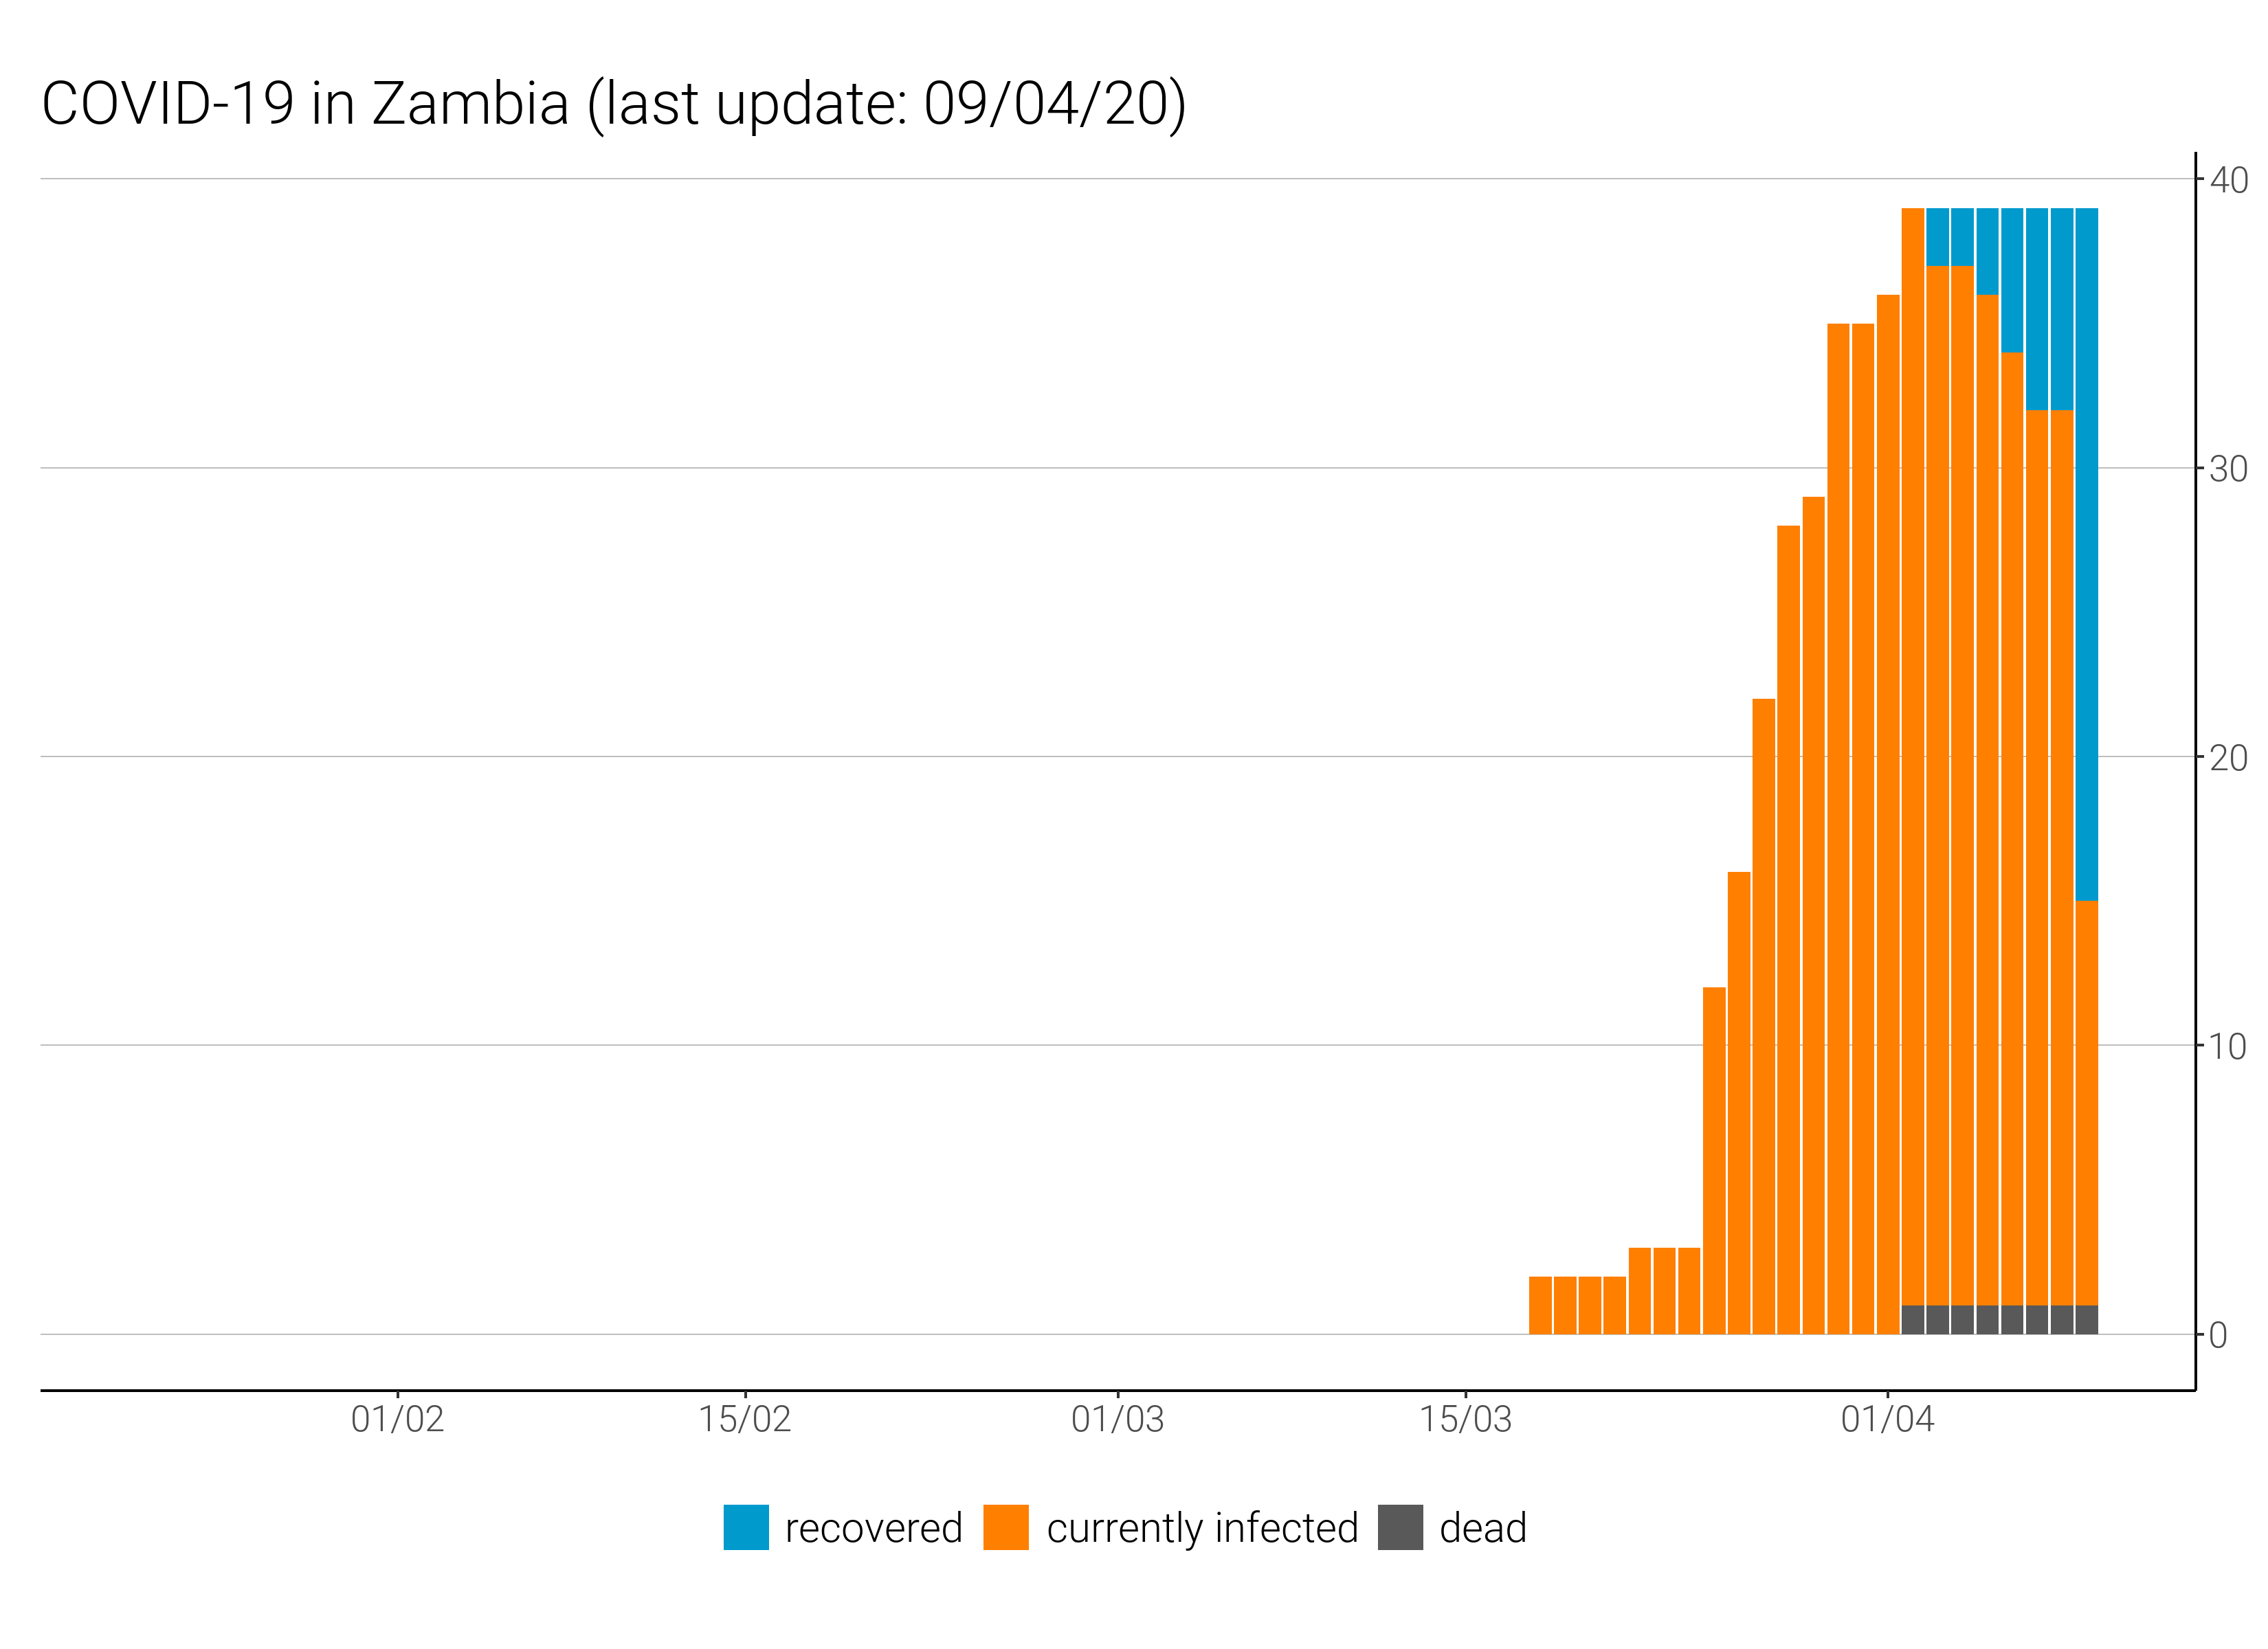 COVID-19 in Zambia (last update: 09/04/20)
40
30
20
10
0
01/02 15/02 01/03 15/03 01/04
recovered currently infected dead